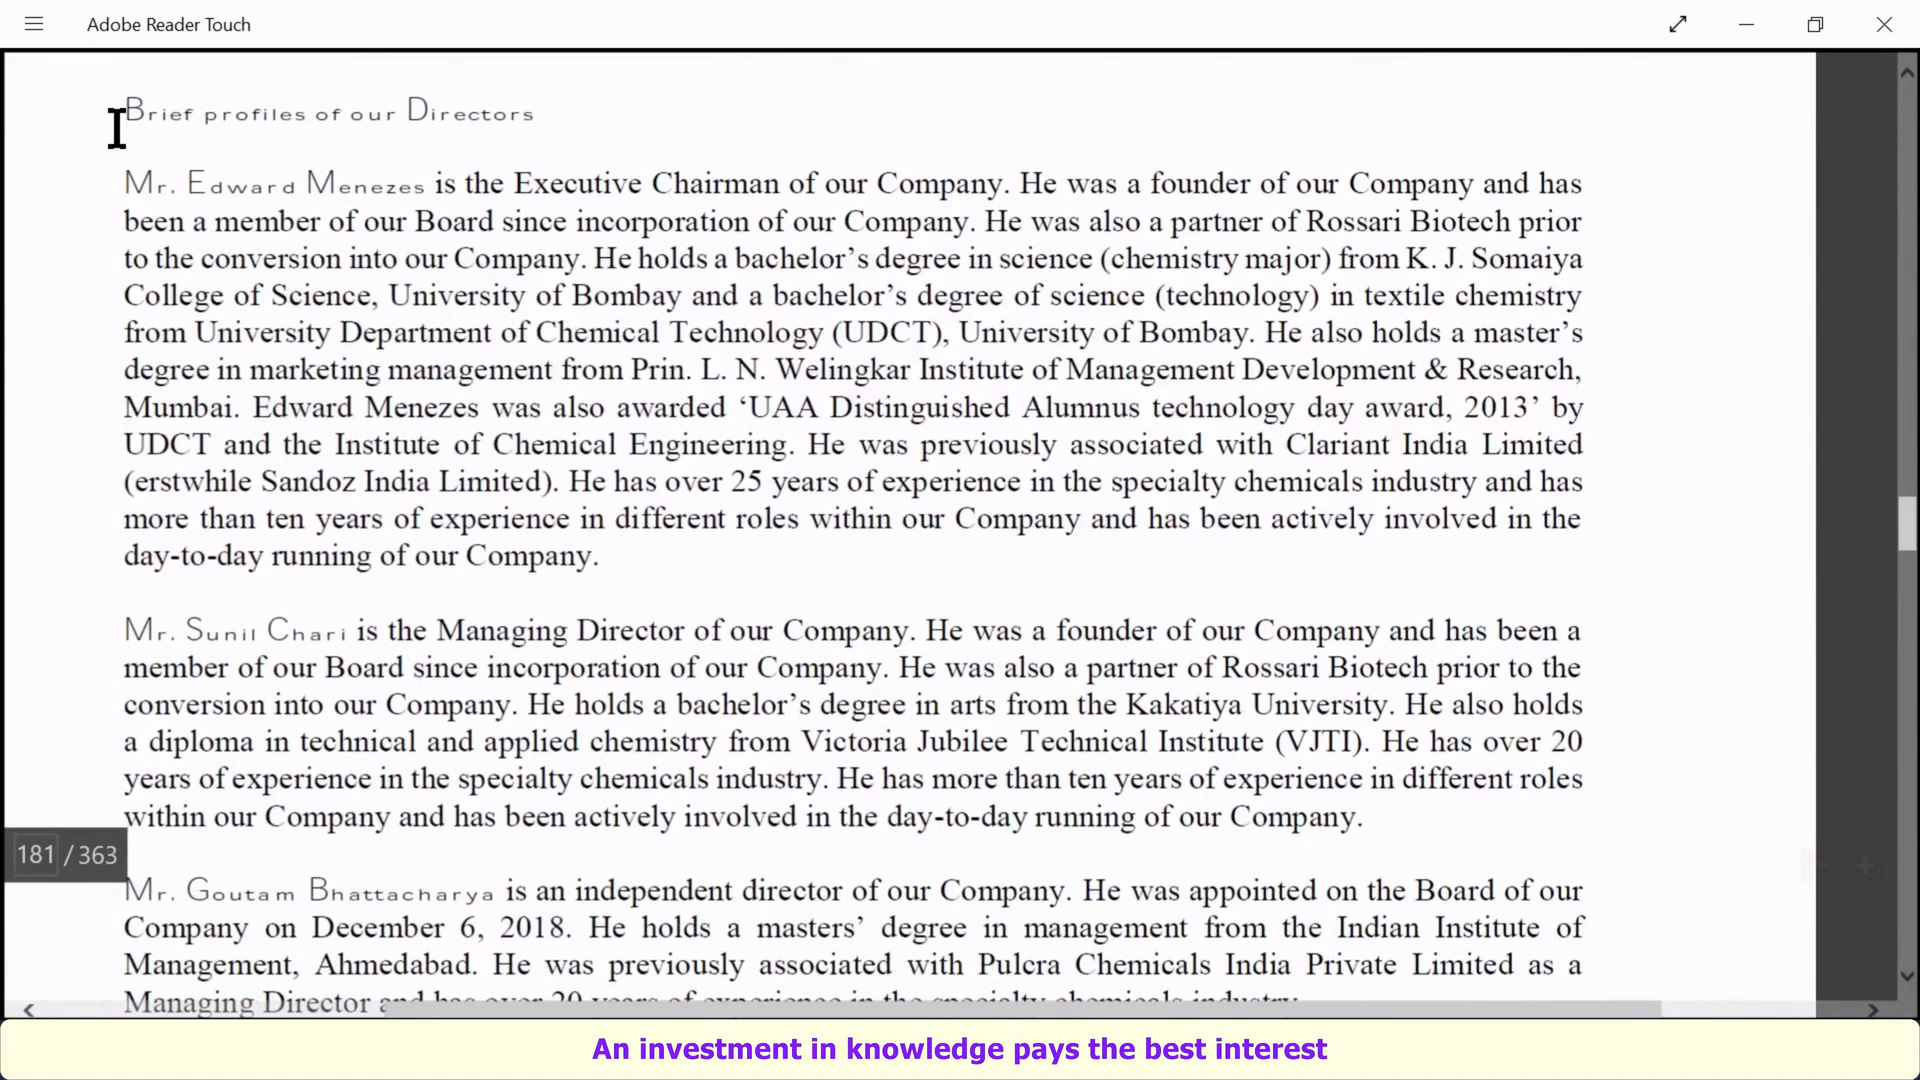 Adobe Reader Touch
Brief profiles of our Directors
Mr. Edward Menezes is the Executive Chairman of our Company. He was a founder of our Company and has
been a member of our Board since incorporation of our Company. He was also a partner of Rossari Biotech prior
to the conversion into our Company. He holds a bachelor’s degree in science (chemistry major) from K. J. Somaiya
College of Science, University of Bombay and a bachelor’s degree of science (technology) in textile chemistry
from University Department of Chemical Technology (UDCT), University of Bombay. He also holds a master’s
degree in marketing management from Prin. L. N. Welingkar Institute of Management Development & Research,
Mumbai. Edward Menezes was also awarded ‘UAA Distinguished Alumnus technology day award, 2013’ by
UDCT and the Institute of Chemical Engineering. He was previously associated with Clariant India Limited
(erstwhile Sandoz India Limited). He has over 25 years of experience in the specialty chemicals industry and has
more than ten years of experience in different roles within our Company and has been actively involved in the
day-to-day running of our Company.
Mr. Sunil Chari is the Managing Director of our Company. He was a founder of our Company and has been a
member of our Board since incorporation of our Company. He was also a partner of Rossari Biotech prior to the
conversion into our Company. He holds a bachelor’s degree in arts from the Kakatiya University. He also holds
a diploma in technical and applied chemistry from Victoria Jubilee Technical Institute (VJTI). He has over 20
years of experience in the specialty chemicals industry. He has more than ten years of experience in different roles
within our Company and has been actively involved in the day-to-day running of our Company.
181 / 363
Mr. Goutam Bhattacharya is an independent director of our Company. He was appointed on the Board of our
Company on December 6, 2018. He holds a masters’ degree in management from the Indian Institute of
Management, Ahmedabad. He was previously associated with Pulcra Chemicals India Private Limited as a
Managing Director and has over 20 years of experience in the specialty chemicals industry.
An investment in knowledge pays the best interest